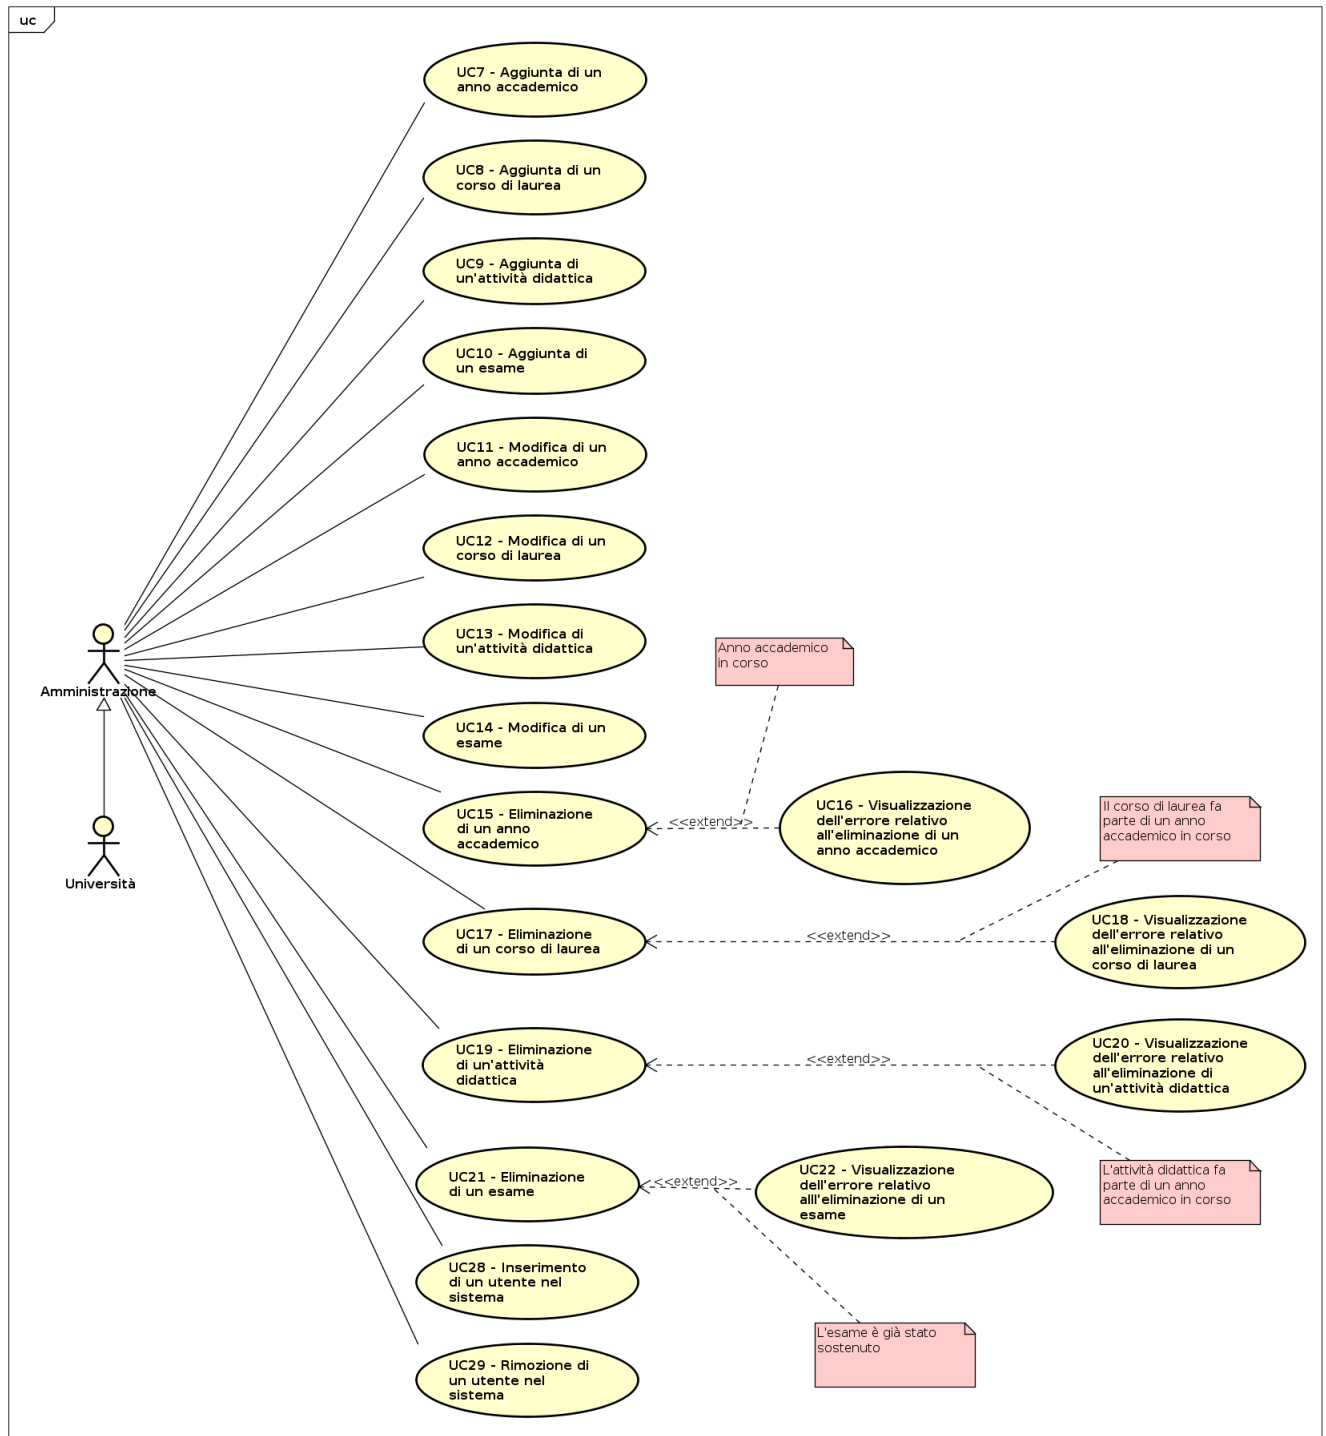 uc
UC7 - Aggiunta di un
anno accademico
UC8 - Aggiunta di un
corso di laurea
UC9 - Aggiunta di
un'attività didattica
UC10 - Aggiunta di
un esame
UC11 - Modifica di un
anno accademico
UC12 - Modifica di un
corso di laurea
UC13 - Modifica di
un'attività didattica
Anno accademico
in corso
Amministrazione
UC14 - Modifica di un
esame
UC15 - Eliminazione
di un anno
accademico
<<extend>>
UC16 - Visualizzazione
dell'errore relativo
all'eliminazione di un
anno accademico
Il corso di laurea fa
parte di un anno
accademico in corso
Università
UC17 - Eliminazione
di un corso di laurea
<<extend>>
UC18 - Visualizzazione
dell'errore relativo
all'eliminazione di un
corso di laurea
UC19 - Eliminazione
di un'attività
didattica
<<extend>>
UC20 - Visualizzazione
dell'errore relativo
all'eliminazione di
un'attività didattica
UC21 - Eliminazione
di un esame
<<extend>>
UC22 - Visualizzazione
dell'errore relativo
alll'eliminazione di un
esame
L'attività didattica fa
parte di un anno
accademico in corso
UC28 - Inserimento
di un utente nel
sistema
L'esame è già stato
sostenuto
UC29 - Rimozione di
un utente nel
sistema